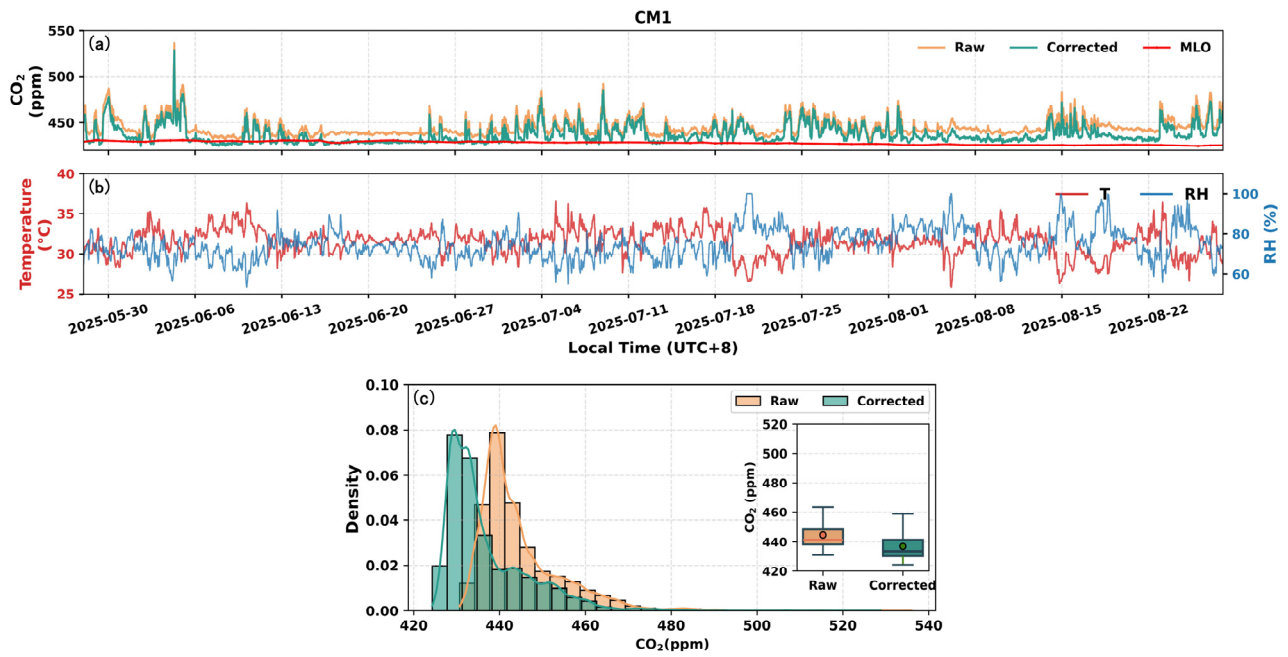 CM1
(a)
Raw Corrected MLO
CO₂
(ppm)
550
500
450
(b)
T RH
Temperature
(°C)
40
35
30
25
RH (%)
100
80
60
2025-05-30 2025-06-06 2025-06-13 2025-06-20 2025-06-27 2025-07-04 2025-07-11 2025-07-18 2025-07-25 2025-08-01 2025-08-08 2025-08-15 2025-08-22
Local Time (UTC+8)
(c)
Raw Corrected
Density
0.10
0.08
0.06
0.04
0.02
0.00
420 440 460 480 500 520 540
CO₂(ppm)
CO₂ (ppm)
520
500
480
460
440
420
Raw Corrected